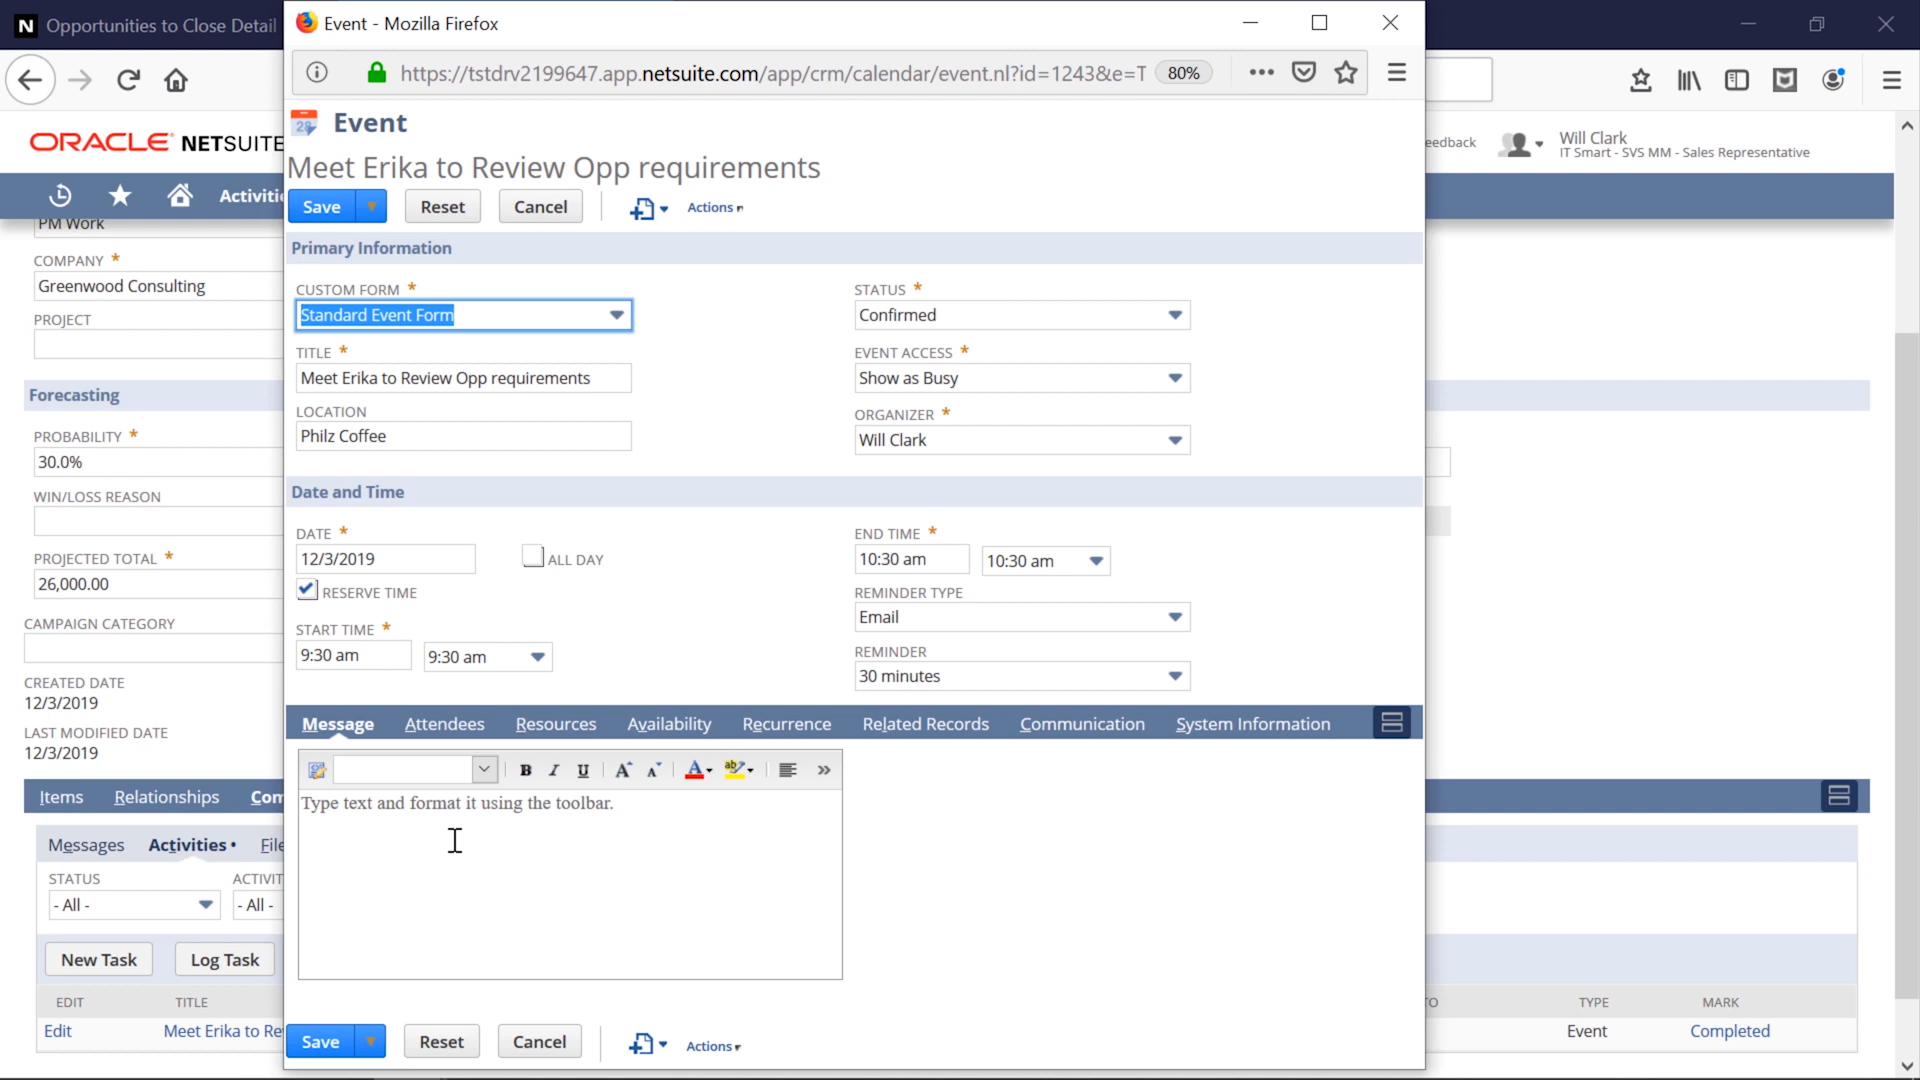 N Opportunities to Close Detail
Event - Mozilla Firefox
https://tstdrv2199647.app.netsuite.com/app/crm/calendar/event.nl?id=1243&e=T 80%
ORACLE NETSUITE
eedback
Will Clark
IT Smart - SVS MM - Sales Representative
Activitie
PM Work
COMPANY *
Greenwood Consulting
PROJECT
Forecasting
PROBABILITY *
30.0%
WIN/LOSS REASON
PROJECTED TOTAL *
26,000.00
CAMPAIGN CATEGORY
CREATED DATE
12/3/2019
LAST MODIFIED DATE
12/3/2019
Items Relationships Com
Messages Activities • File
STATUS ACTIVIT
- All - - All -
New Task Log Task
EDIT TITLE
Edit Meet Erika to Re
28 Event
Meet Erika to Review Opp requirements
Save Reset Cancel Actions
Primary Information
CUSTOM FORM *
Standard Event Form
TITLE *
Meet Erika to Review Opp requirements
LOCATION
Philz Coffee
STATUS *
Confirmed
EVENT ACCESS *
Show as Busy
ORGANIZER *
Will Clark
Date and Time
DATE *
12/3/2019
ALL DAY
RESERVE TIME
START TIME *
9:30 am 9:30 am
END TIME *
10:30 am 10:30 am
REMINDER TYPE
Email
REMINDER
30 minutes
Message Attendees Resources Availability Recurrence Related Records Communication System Information
B I U A A A ab
Type text and format it using the toolbar.
Save Reset Cancel Actions
TO TYPE MARK
Event Completed